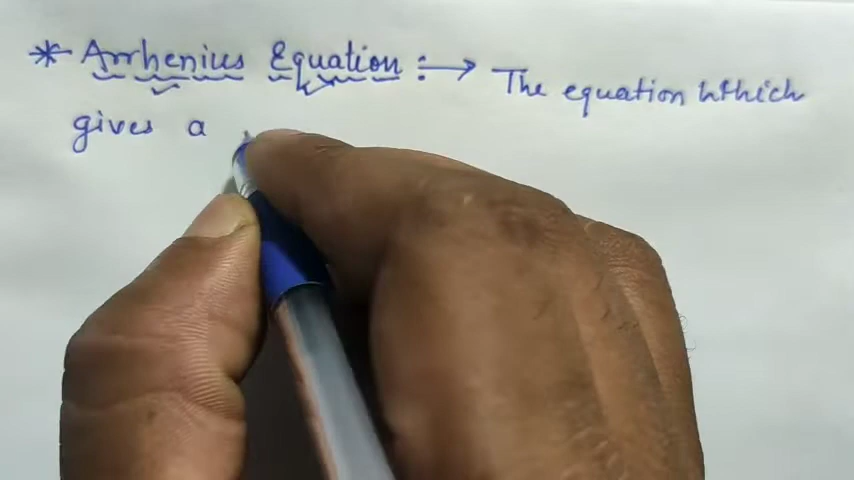 * Arrhenius Equation :→ The equation which
gives a